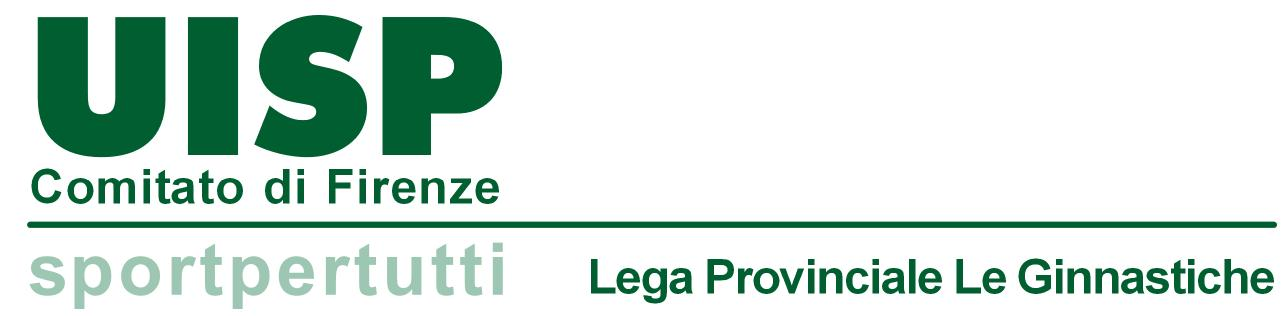 UISP
Comitato di Firenze
sportpertutti
Lega Provinciale Le Ginnastiche